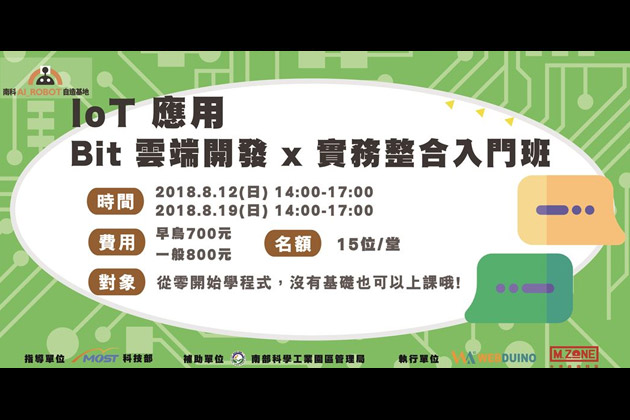 南科 AI ROBOT 自造基地
IoT 應用
Bit 雲端開發 x 實務整合入門班
時間 2018.8.12(日) 14:00-17:00
2018.8.19(日) 14:00-17:00
費用 早鳥700元
一般800元
名額 15位/堂
對象 從零開始學程式，沒有基礎也可以上課哦!
指導單位 MOST 科技部 補助單位 南部科學工業園區管理局 執行單位 WEBDUINO M.ZONE